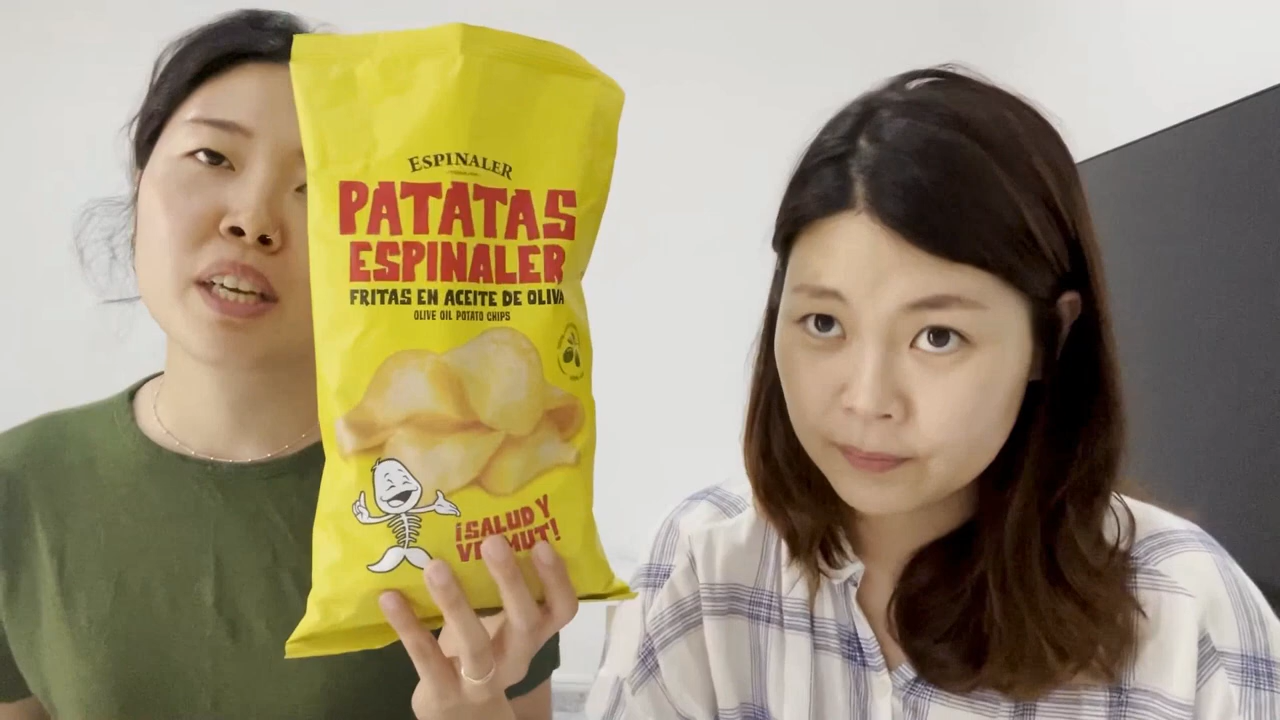 ESPINALER
PATATAS
ESPINALER
FRITAS EN ACEITE DE OLIVA
OLIVE OIL POTATO CHIPS
¡SALUD Y
VERMUT!